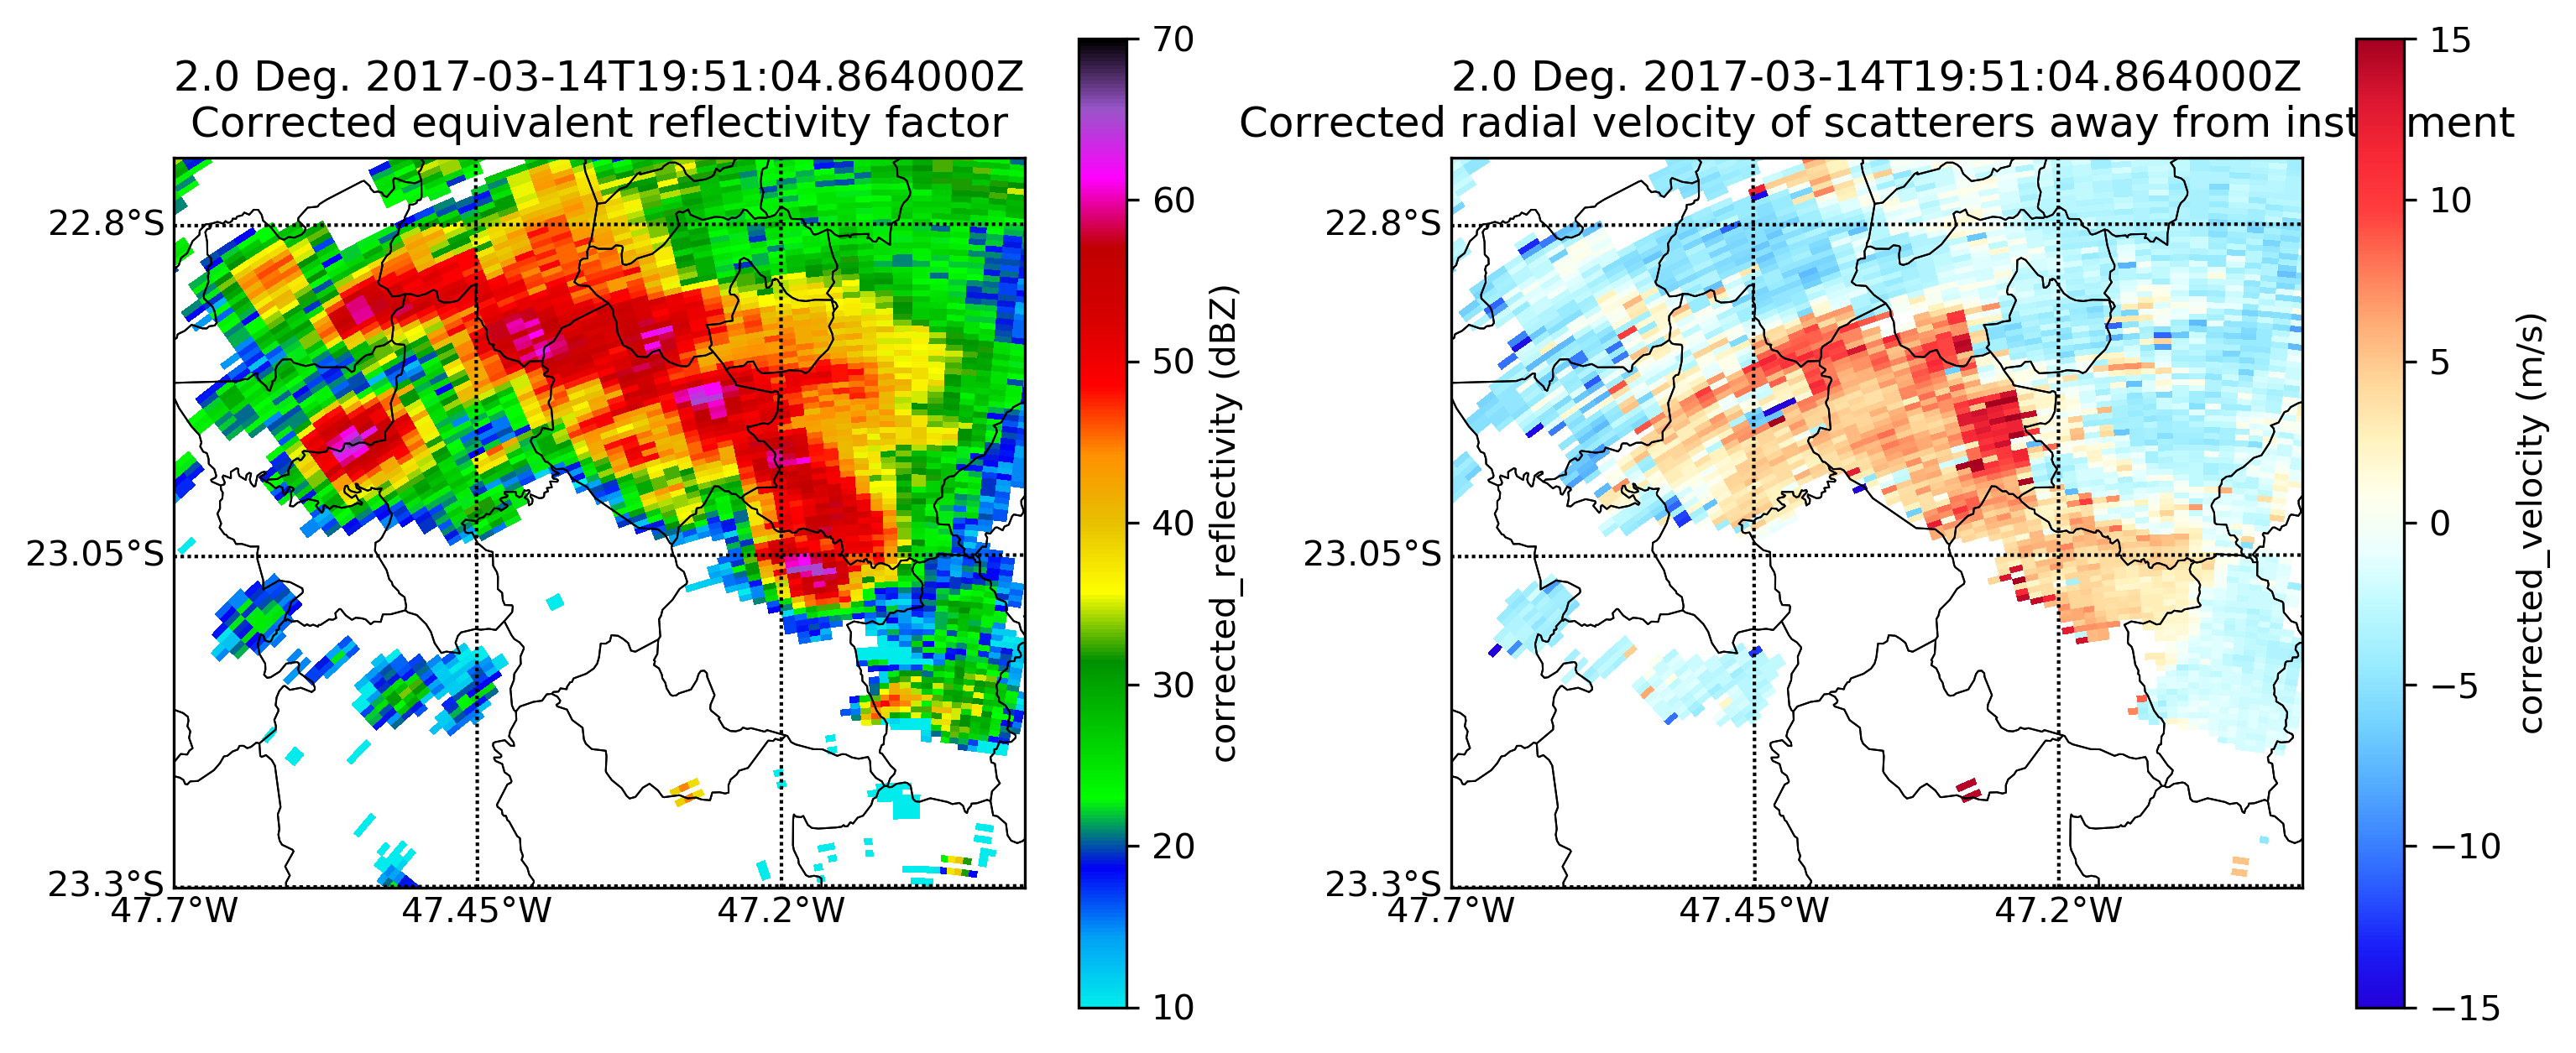 2.0 Deg. 2017-03-14T19:51:04.864000Z
Corrected equivalent reflectivity factor
22.8°S
23.05°S
23.3°S
47.7°W
47.45°W
47.2°W
70
60
50
40
30
20
10
corrected_reflectivity (dBZ)
2.0 Deg. 2017-03-14T19:51:04.864000Z
Corrected radial velocity of scatterers away from inst ment
22.8°S
23.05°S
23.3°S
47.7°W
47.45°W
47.2°W
15
10
5
0
−5
−10
−15
corrected_velocity (m/s)